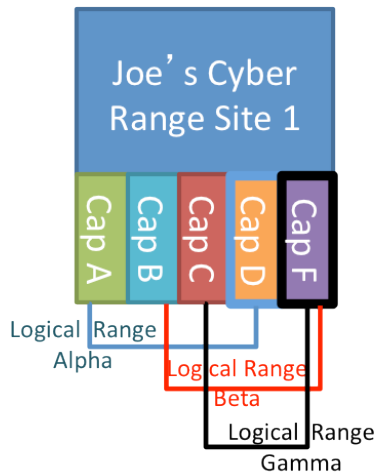 Joe’s Cyber
Range Site 1
Cap A
Cap B
Cap C
Cap D
Cap F
Logical Range
Alpha
Logical Range
Beta
Logical Range
Gamma